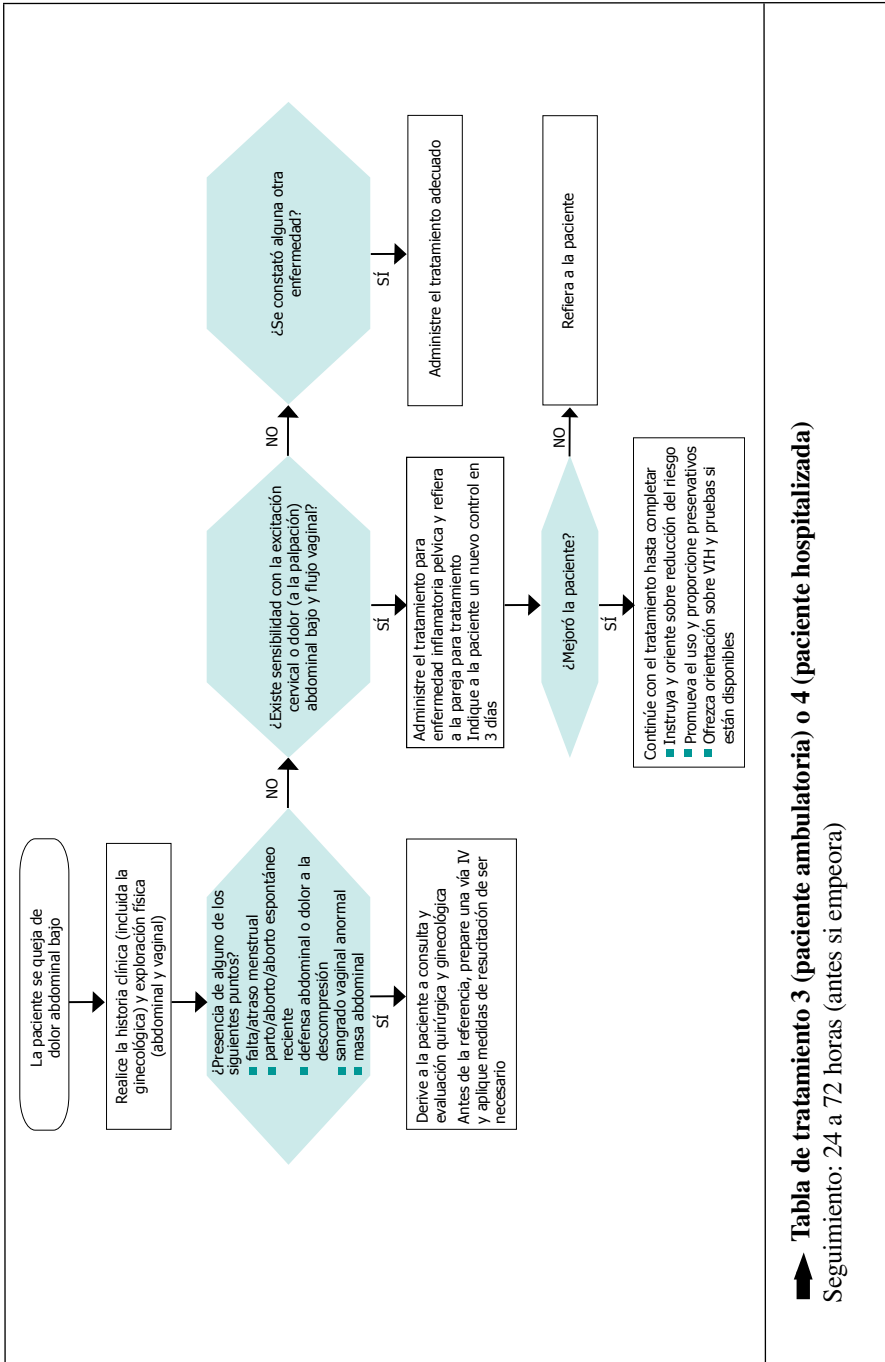 La paciente se queja de
dolor abdominal bajo
Realice la historia clínica (incluida la
ginecológica) y exploración física
(abdominal y vaginal)
¿Presencia de alguno de los
siguientes puntos?
falta/atraso menstrual
parto/aborto/aborto espontáneo
reciente
defensa abdominal o dolor a la
descompresión
sangrado vaginal anormal
masa abdominal
NO
SÍ
Derive a la paciente a consulta y
evaluación quirúrgica y ginecológica
Antes de la referencia, prepare una vía IV
y aplique medidas de resucitación de ser
necesario
¿Existe sensibilidad con la excitación
cervical o dolor (a la palpación)
abdominal bajo y flujo vaginal?
NO
SÍ
Administre el tratamiento para
enfermedad inflamatoria pelvica y refiera
a la pareja para tratamiento
Indique a la paciente un nuevo control en
3 días
¿Mejoró la paciente?
NO
SÍ
Continúe con el tratamiento hasta completar
Instruya y oriente sobre reducción del riesgo
Promueva el uso y proporcione preservativos
Ofrezca orientación sobre VIH y pruebas si
están disponibles
¿Se constató alguna otra
enfermedad?
SÍ
Administre el tratamiento adecuado
Refiera a la paciente
Tabla de tratamiento 3 (paciente ambulatoria) o 4 (paciente hospitalizada)
Seguimiento: 24 a 72 horas (antes si empeora)